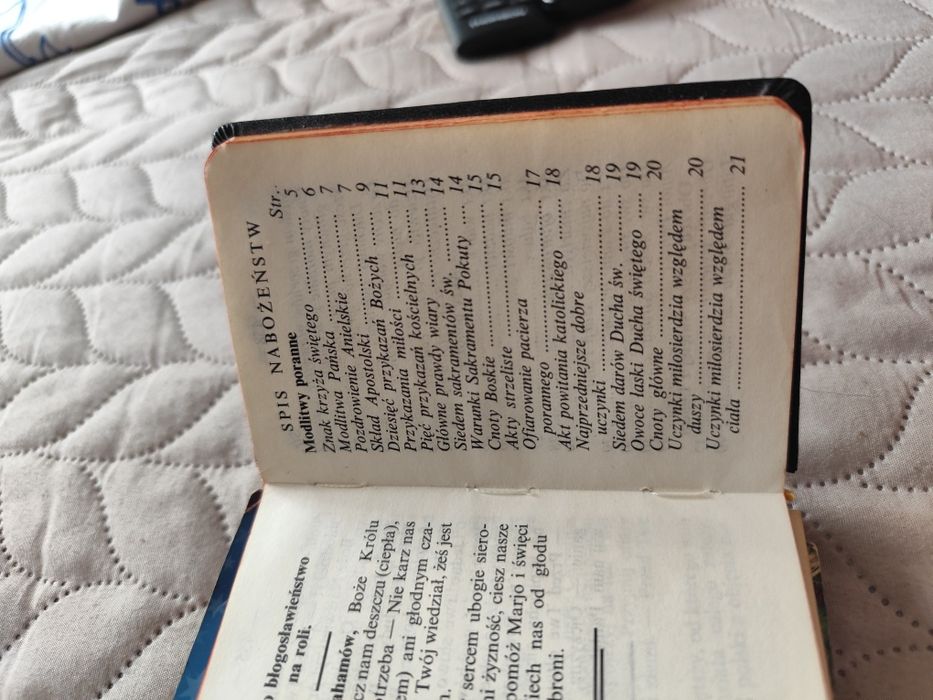 o błogosławieństwo
na roli.
ahamów, Boże Królu
cz nam deszczu (ciepła),
trzeba — Nie karz nas
em) ani głodnym cza-
Twój wiedział, żeś jest
m.
sercem ubogie siero-
ni żyzność, ciesz nasze
pomóż Marjo i święci
iech nas od głodu
broni.
SPIS NABOŻEŃSTW
Str.
Modlitwy poranne
Znak krzyża świętego .......... 5
Modlitwa Pańska .......... 6
Pozdrowienie Anielskie .......... 7
Skład Apostolski .......... 7
Dziesięć przykazań Bożych .......... 9
Przykazania miłości .......... 11
Pięć przykazań kościelnych .......... 11
Główne prawdy wiary .......... 13
Siedem sakramentów św. .......... 14
Warunki Sakramentu Pokuty .... 14
Cnoty Boskie .......... 15
Akty strzeliste .......... 15
Ofiarowanie pacierza
porannego .......... 17
Akt powitania katolickiego .......... 18
Najprzedniejsze dobre
uczynki .......... 18
Siedem darów Ducha św. .......... 19
Owoce łaski Ducha świętego ..... 19
Cnoty główne .......... 20
Uczynki miłosierdzia względem
duszy .......... 20
Uczynki miłosierdzia względem
ciała .......... 21